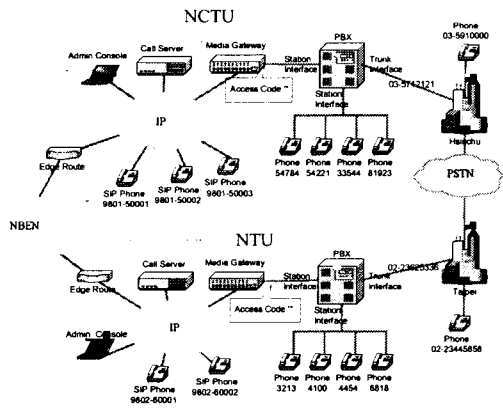 NCTU
Phone
03-5910000
Admin Console
Call Server
Media Gateway
PBX
Station
Interface
Trunk
Interface
03-5712121
Access Code
Station
Interface
Hsinchu
IP
Phone
54784
Phone
54221
Phone
33544
Phone
81923
Edge Route
SIP Phone
9801-50001
SIP Phone
9801-50002
SIP Phone
9801-50003
PSTN
NBEN
NTU
Call Server
Media Gateway
PBX
Station
Interface
Trunk
Interface
Edge Route
Access Code
Station
Interface
Taipei
IP
Admin Console
Phone
02-23445858
SIP Phone
9802-60001
SIP Phone
9802-60002
Phone
3213
Phone
4100
Phone
4454
Phone
6818